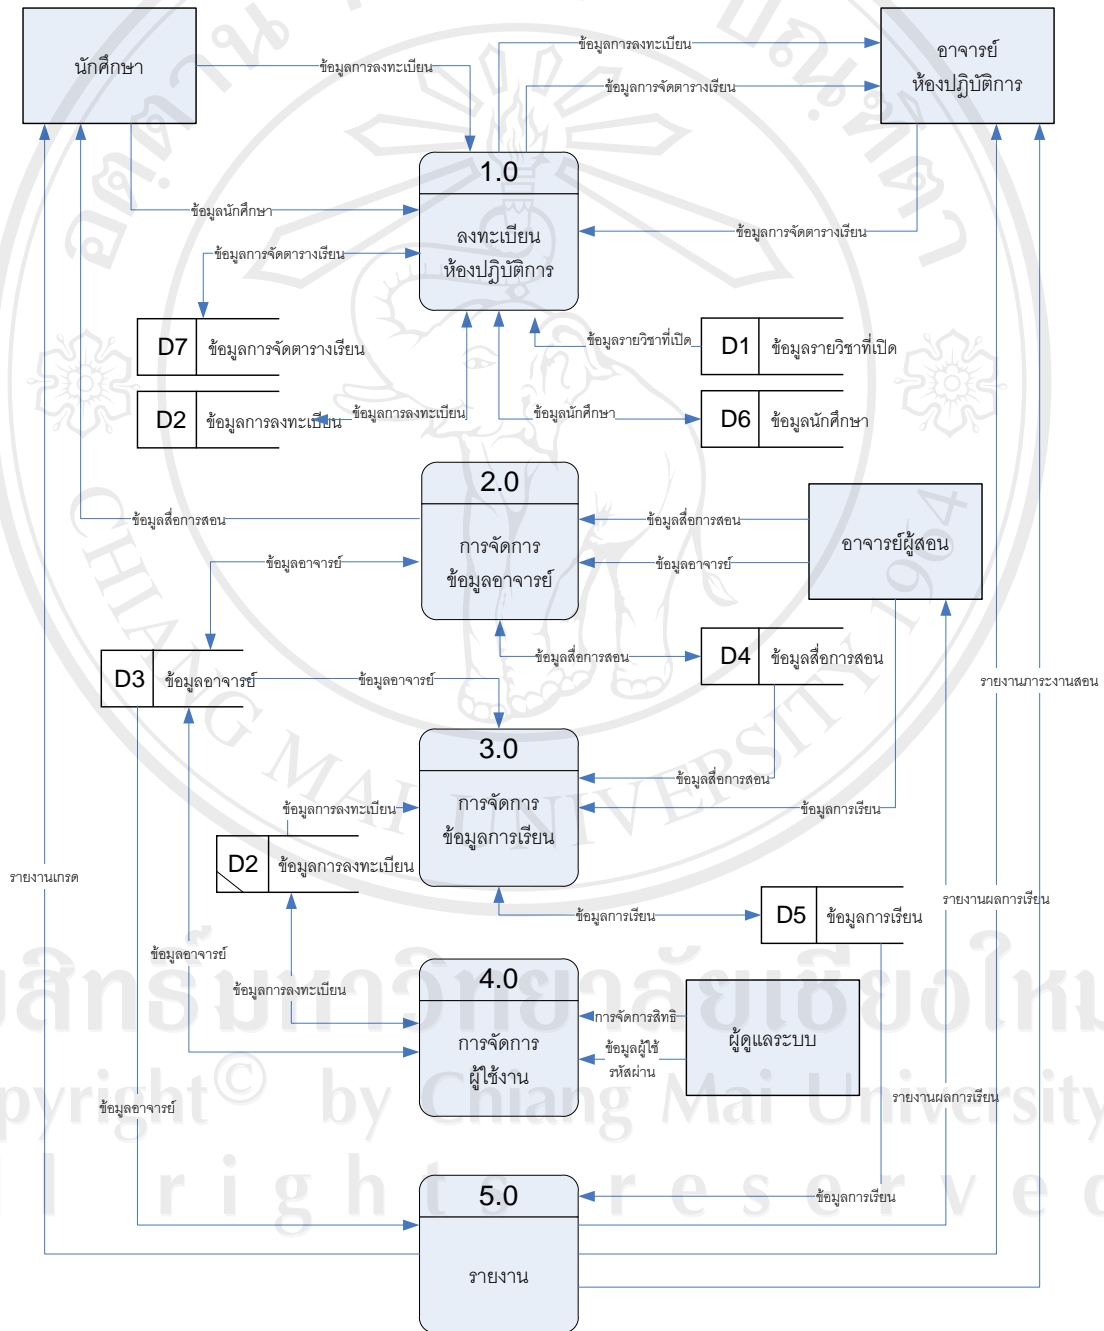 นักศึกษา
ข้อมูลการลงทะเบียน
ข้อมูลการลงทะเบียน
ข้อมูลการจัดตารางเรียน
อาจารย์
ห้องปฏิบัติการ
1.0
ลงทะเบียน
ห้องปฏิบัติการ
ข้อมูลนักศึกษา
ข้อมูลการจัดตารางเรียน
ข้อมูลการจัดตารางเรียน
D7 ข้อมูลการจัดตารางเรียน
ข้อมูลรายวิชาที่เปิด
D1 ข้อมูลรายวิชาที่เปิด
D2 ข้อมูลการลงทะเบียน
ข้อมูลการลงทะเบียน
ข้อมูลนักศึกษา
D6 ข้อมูลนักศึกษา
2.0
การจัดการ
ข้อมูลอาจารย์
ข้อมูลสื่อการสอน
ข้อมูลสื่อการสอน
ข้อมูลอาจารย์
ข้อมูลอาจารย์
อาจารย์ผู้สอน
ข้อมูลสื่อการสอน
D4 ข้อมูลสื่อการสอน
D3 ข้อมูลอาจารย์
ข้อมูลอาจารย์
รายงานภาระงานสอน
3.0
การจัดการ
ข้อมูลการเรียน
ข้อมูลสื่อการสอน
ข้อมูลการลงทะเบียน
ข้อมูลการเรียน
D2 ข้อมูลการลงทะเบียน
รายงานเกรด
รายงานผลการเรียน
ข้อมูลการเรียน
D5 ข้อมูลการเรียน
ข้อมูลอาจารย์
ข้อมูลการลงทะเบียน
4.0
การจัดการ
ผู้ใช้งาน
การจัดการสิทธิ
ข้อมูลผู้ใช้
รหัสผ่าน
ผู้ดูแลระบบ
ข้อมูลอาจารย์
รายงานผลการเรียน
5.0
รายงาน
ข้อมูลการเรียน
CHIANG MAI UNIVERSITY 1964
สิทธิ์มหาวิทยาลัยเชียงใหม
pyright© by Chiang Mai University
l rights reserved